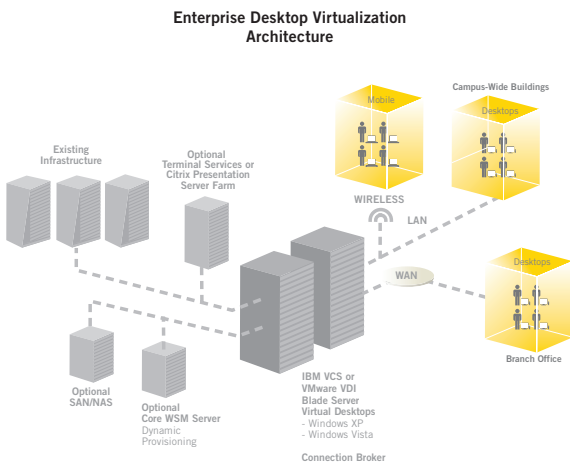 Enterprise Desktop Virtualization
Architecture
Campus-Wide Buildings
Mobile
Desktops
Existing
Infrastructure
Optional
Terminal Services or
Citrix Presentation
Server Farm
WIRELESS
LAN
WAN
Desktops
Branch Office
Optional
SAN/NAS
Optional
Core WSM Server
Dynamic
Provisioning
IBM VCS or
VMware VDI
Blade Server
Virtual Desktops
- Windows XP
- Windows Vista
Connection Broker